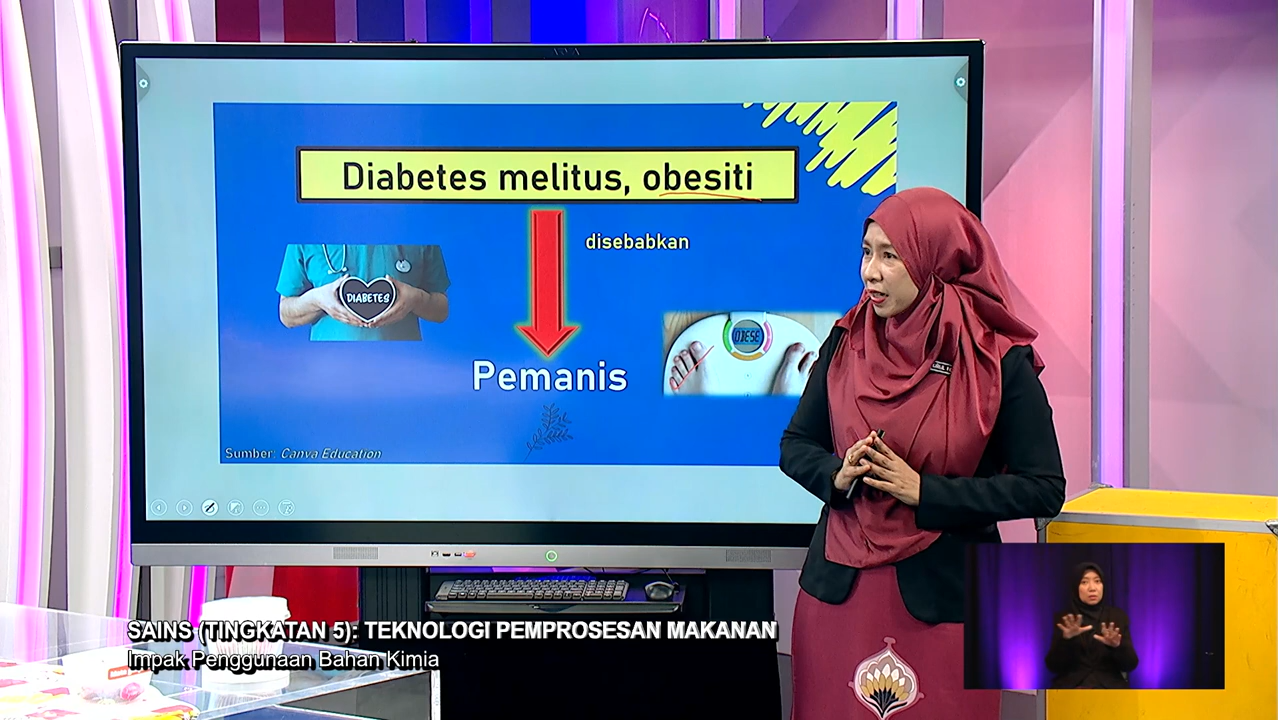 Diabetes melitus, obesiti
disebabkan
DIABETES
OBESE
Pemanis
Sumber: Canva Education
SAINS (TINGKATAN 5): TEKNOLOGI PEMPROSESAN MAKANAN
Impak Penggunaan Bahan Kimia